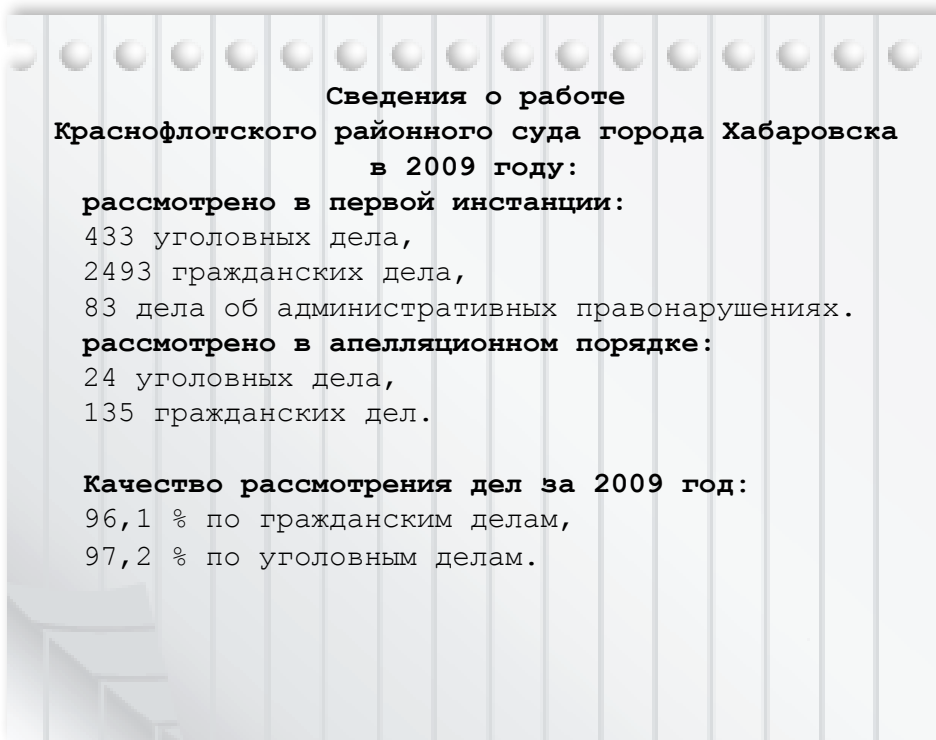 Сведения о работе
Краснофлотского районного суда города Хабаровска
в 2009 году:
рассмотрено в первой инстанции:
433 уголовных дела,
2493 гражданских дела,
83 дела об административных правонарушениях.
рассмотрено в апелляционном порядке:
24 уголовных дела,
135 гражданских дел.
Качество рассмотрения дел за 2009 год:
96,1 % по гражданским делам,
97,2 % по уголовным делам.